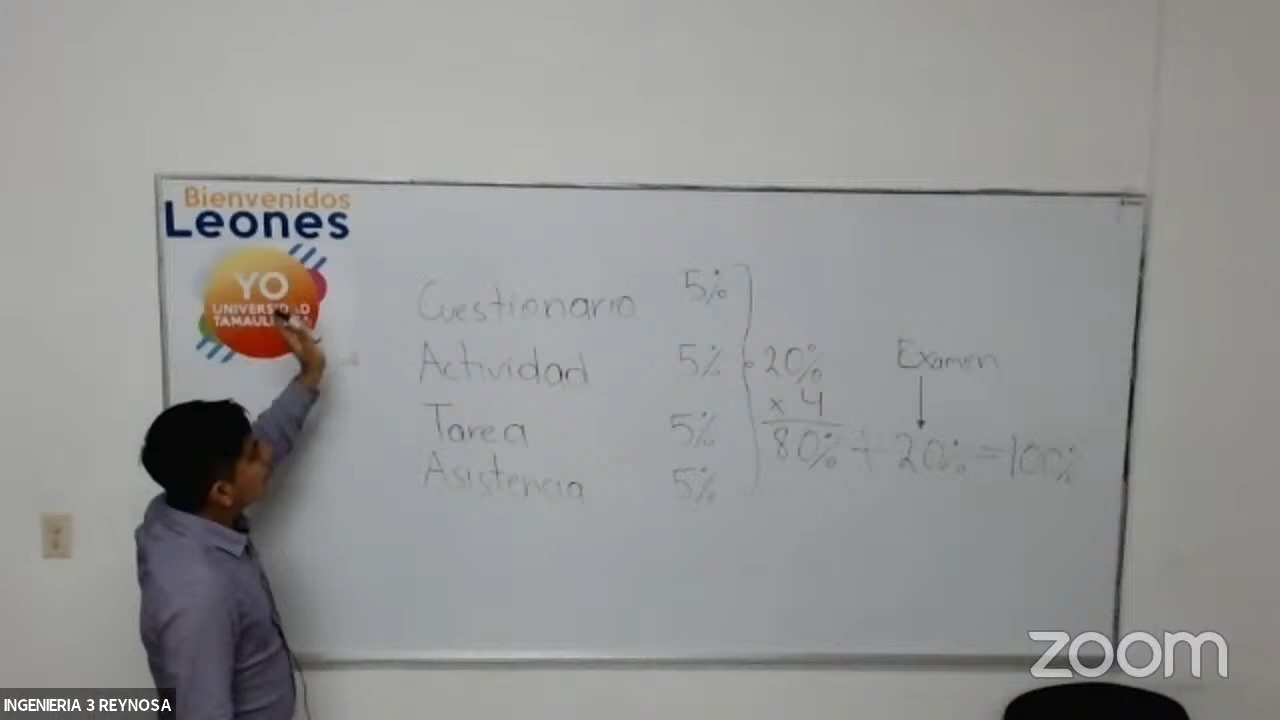 Bienvenidos
Leones
YO
UNIVERSIDAD
Cuestionario 5%
Actividad 5% 20%
x 4
Tarea 5%
80% + 20% = 100%
Asistencia 5%
Examen
zoom
INGENIERIA 3 REYNOSA